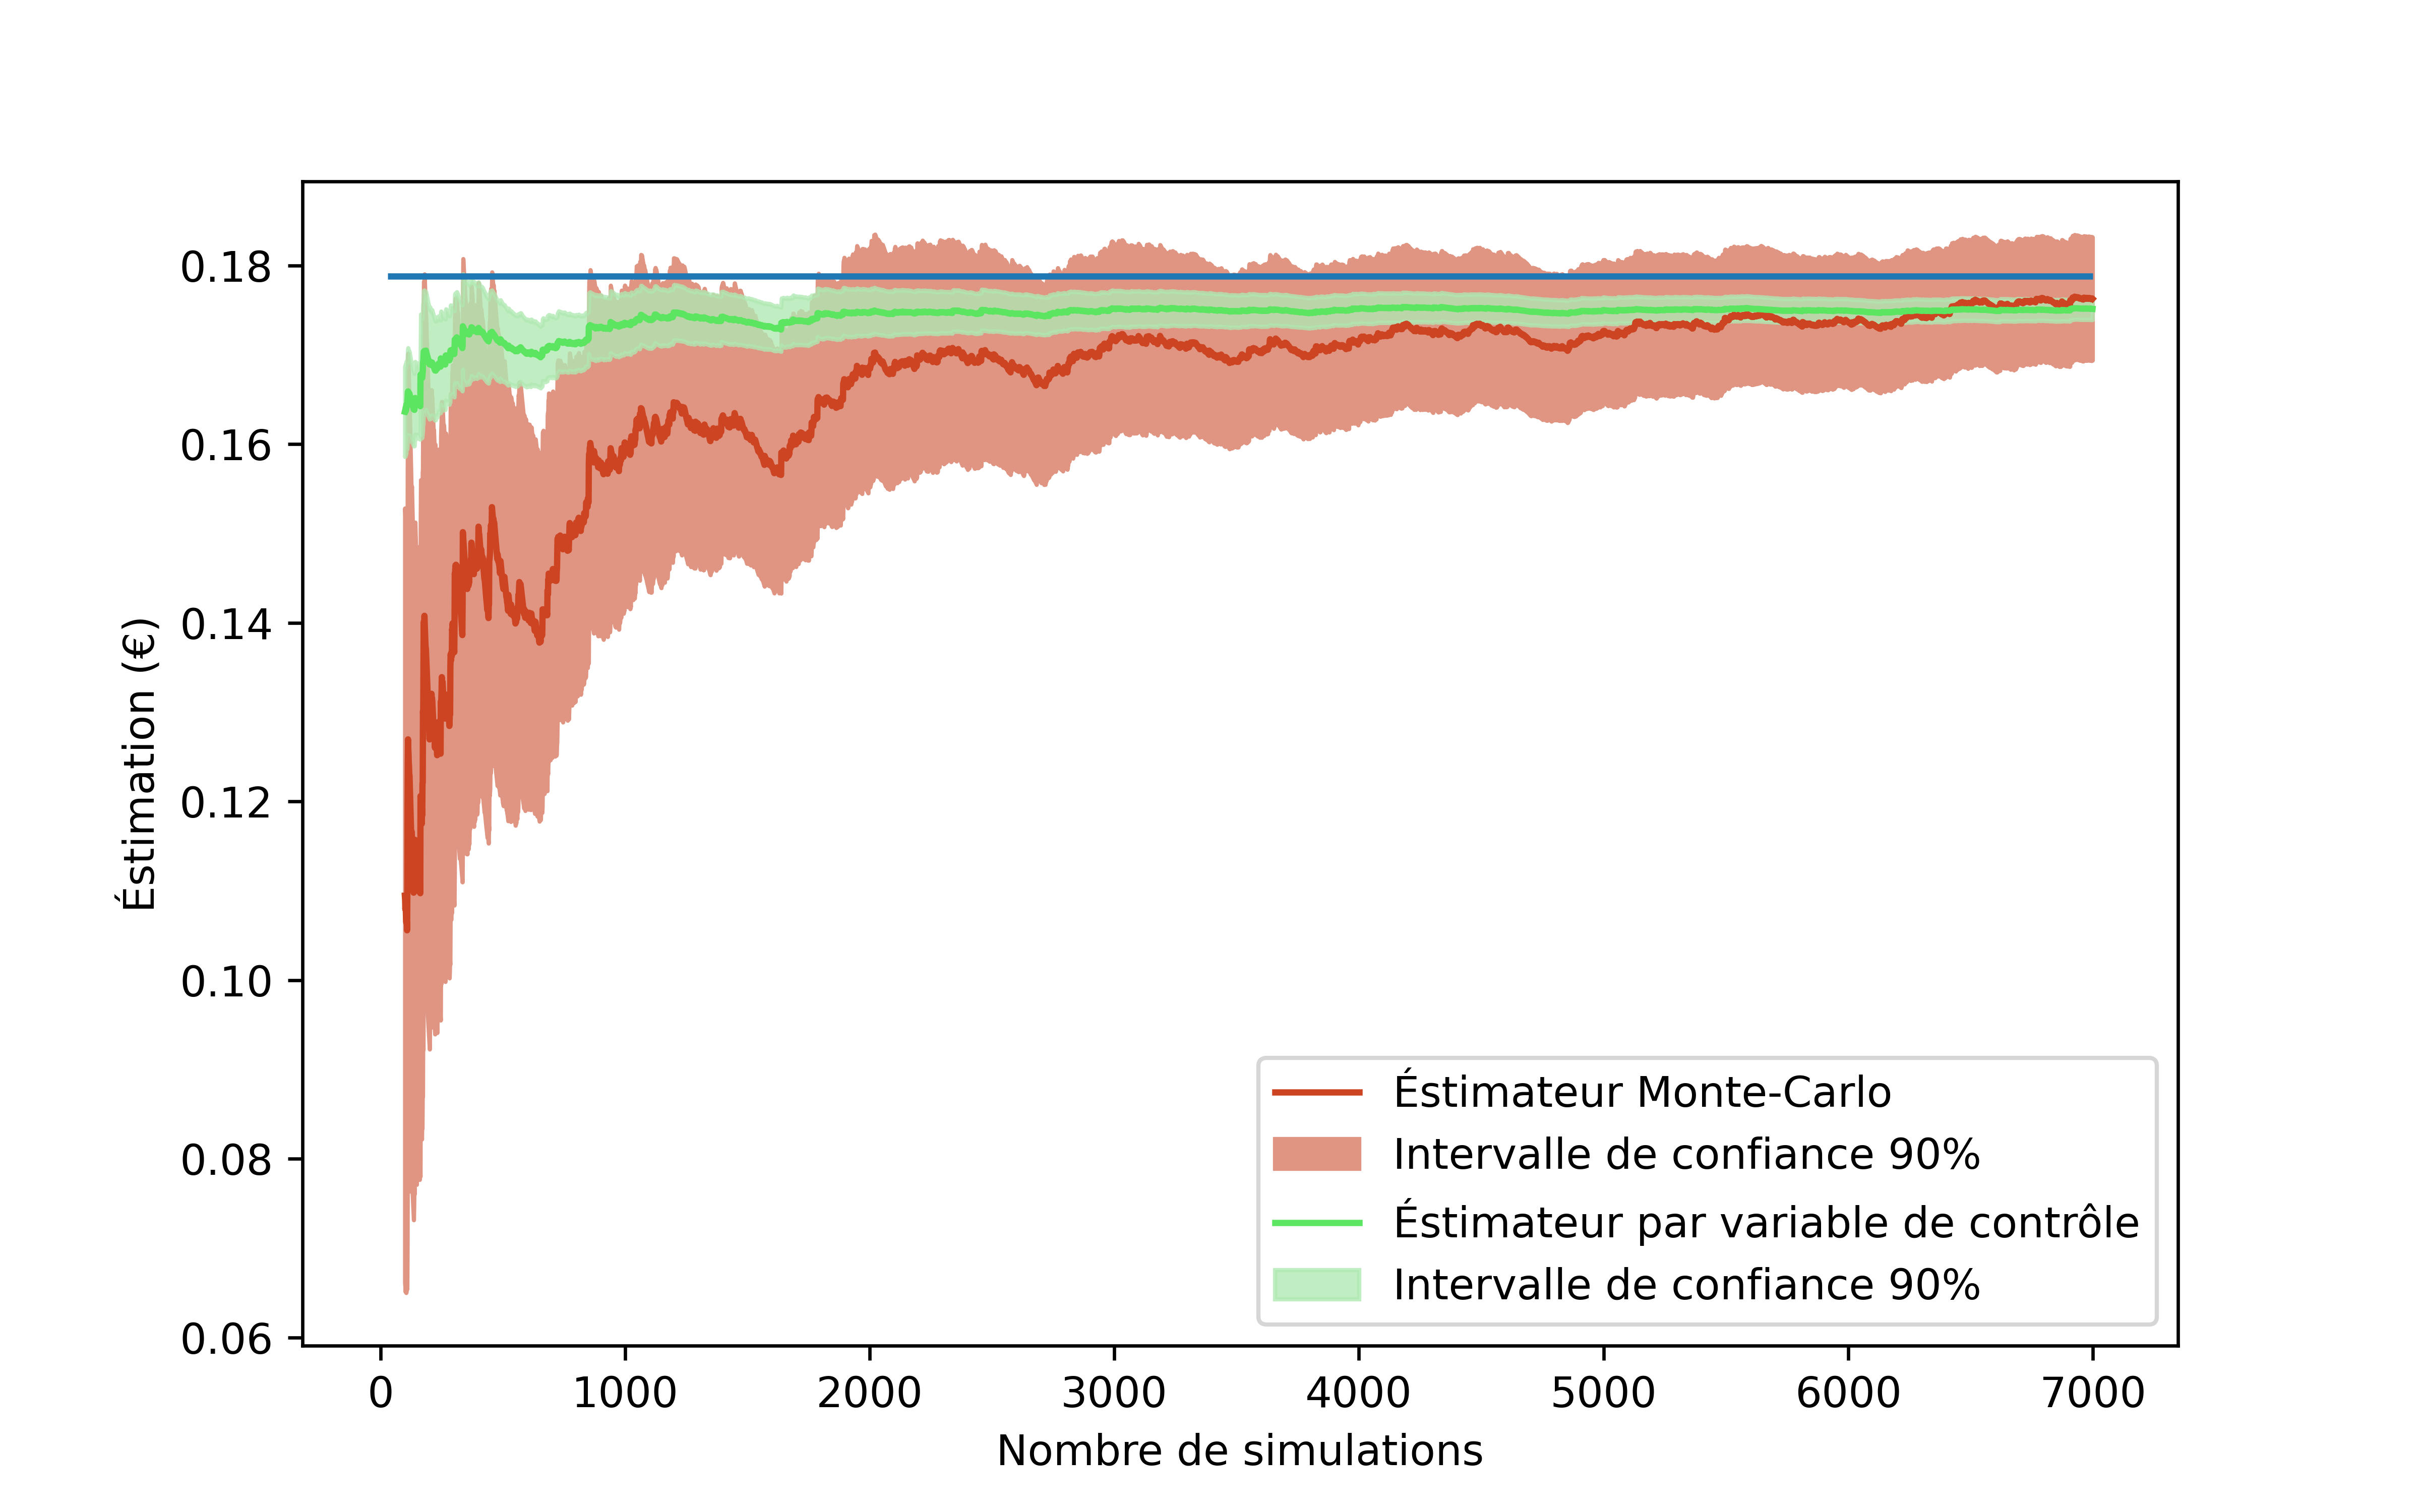 0.18
0.16
0.14
0.12
0.10
0.08
0.06
Éstimation (€)
0 1000 2000 3000 4000 5000 6000 7000
Nombre de simulations
Éstimateur Monte-Carlo
Intervalle de confiance 90%
Éstimateur par variable de contrôle
Intervalle de confiance 90%